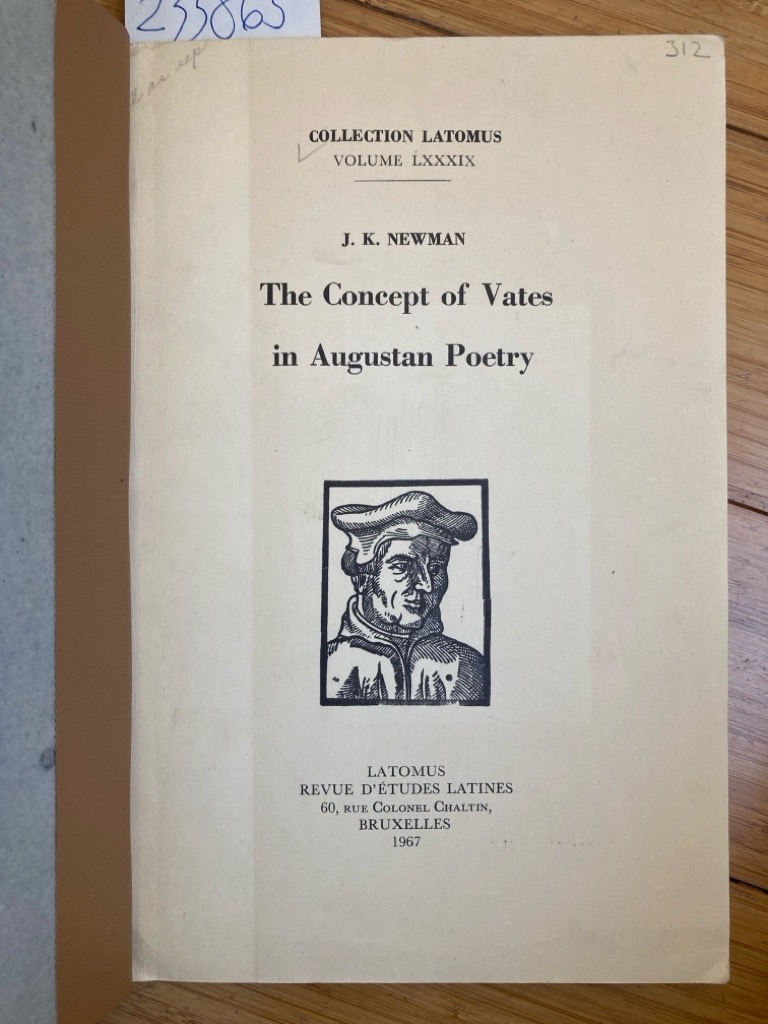 233863
312
COLLECTION LATOMUS
VOLUME LXXXIX
J. K. NEWMAN
The Concept of Vates
in Augustan Poetry
LATOMUS
REVUE D'ÉTUDES LATINES
60, RUE COLONEL CHALTIN,
BRUXELLES
1967